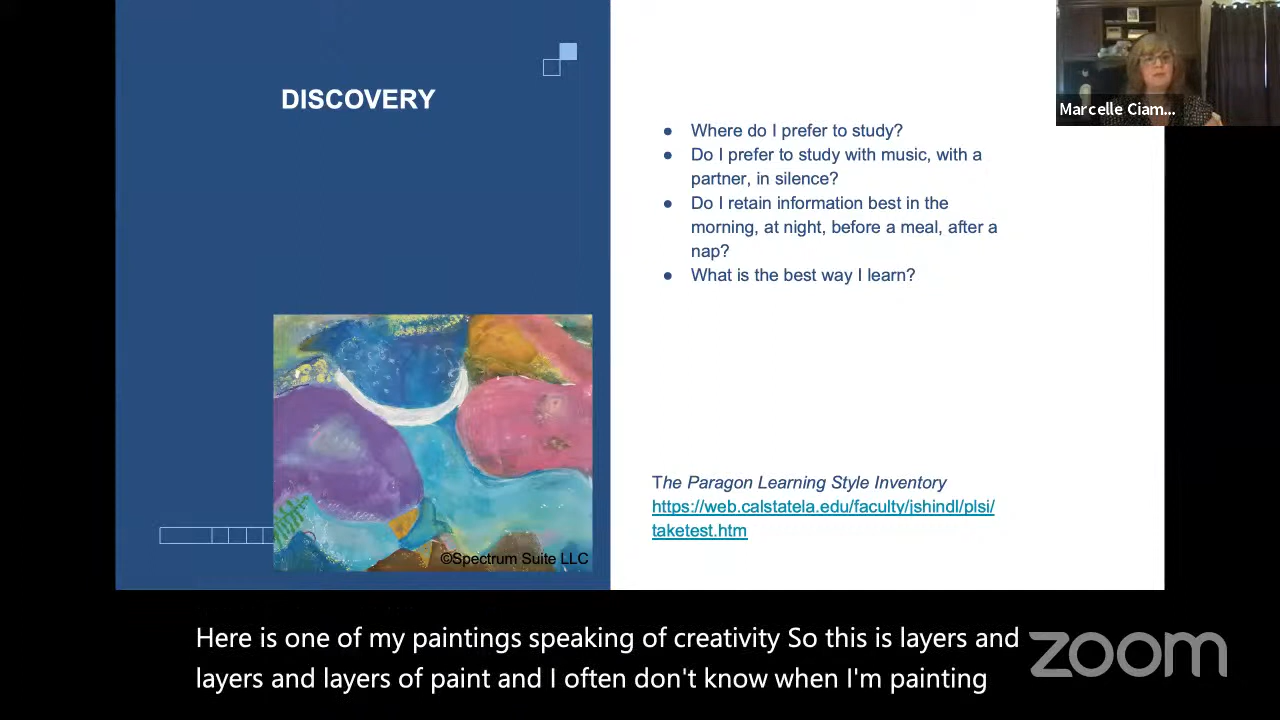 DISCOVERY
● Where do I prefer to study?
● Do I prefer to study with music, with a
partner, in silence?
● Do I retain information best in the
morning, at night, before a meal, after a
nap?
● What is the best way I learn?
The Paragon Learning Style Inventory
https://web.calstatela.edu/faculty/jshindl/plsi/
taketest.htm
©Spectrum Suite LLC
Marcelle Ciam...
Here is one of my paintings speaking of creativity So this is layers and
layers and layers of paint and I often don't know when I'm painting
zoom